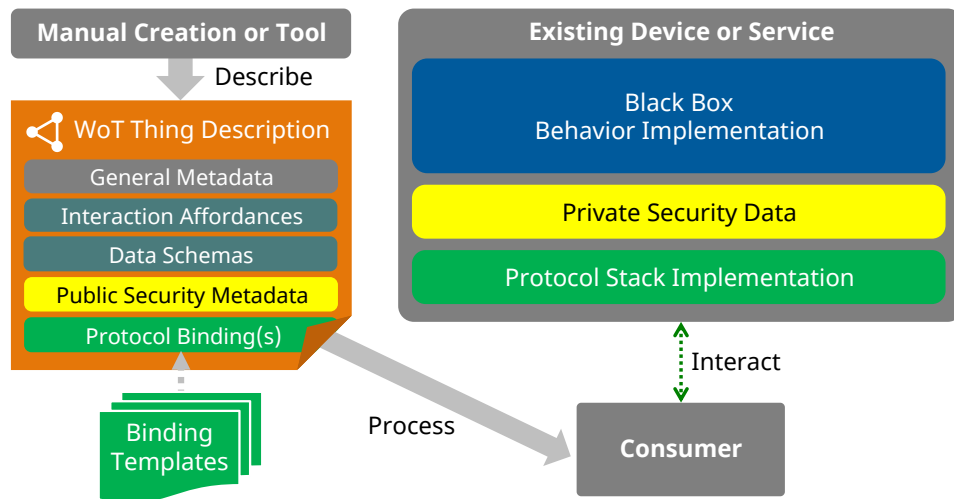 Manual Creation or Tool
Describe
WoT Thing Description
General Metadata
Interaction Affordances
Data Schemas
Public Security Metadata
Protocol Binding(s)
Binding
Templates
Process
Existing Device or Service
Black Box
Behavior Implementation
Private Security Data
Protocol Stack Implementation
Interact
Consumer